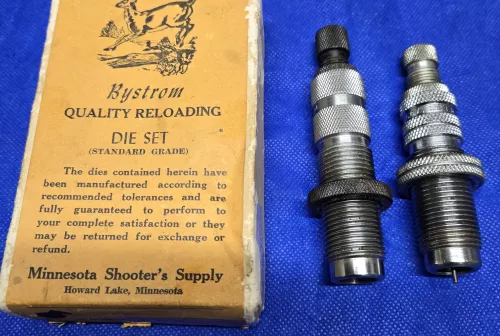 Bystrom
QUALITY RELOADING
DIE SET
(STANDARD GRADE)
The dies contained herein have
been manufactured according to
recommended tolerances and are
fully guaranteed to perform to
your complete satisfaction or they
may be returned for exchange or
refund.
Minnesota Shooter's Supply
Howard Lake, Minnesota